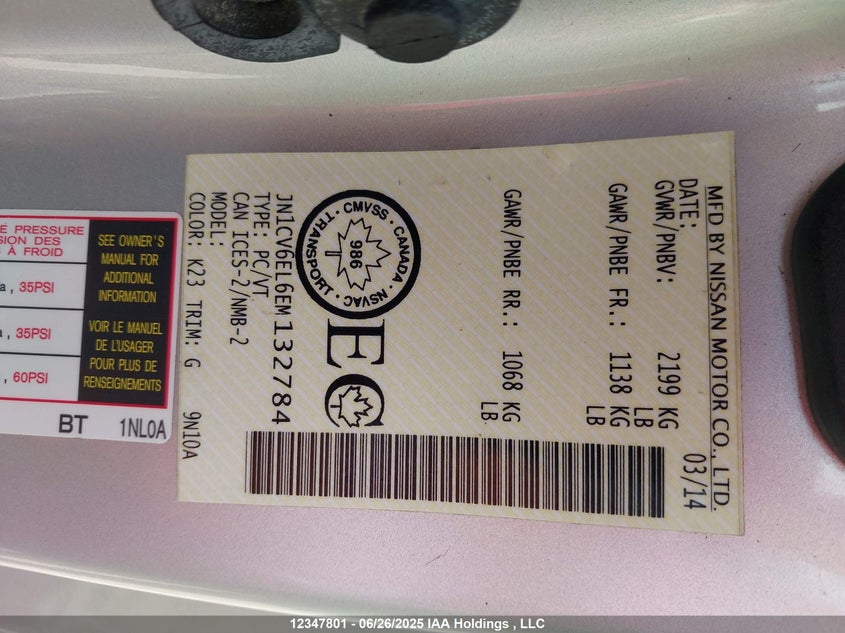 MFD BY NISSAN MOTOR CO., LTD.
DATE: 03/14
GVWR/PNBV: 2199 KG
LB
GAWR/PNBE FR.: 1138 KG
LB
GAWR/PNBE RR.: 1068 KG
LB
TRANSPORT · CMVSS · CANADA · NSVAC
986
EC
T
JN1CV6EL6EM132784
TYPE: PC/VT
CAN ICES-2/NMB-2
MODEL:
COLOR: K23 TRIM: G 9N10A
E PRESSURE
SION DES
S À FROID
, 35PSI
, 35PSI
, 60PSI
SEE OWNER'S
MANUAL FOR
ADDITIONAL
INFORMATION
VOIR LE MANUEL
DE L'USAGER
POUR PLUS DE
RENSEIGNEMENTS
BT 1NL0A
12347801 - 06/26/2025 IAA Holdings , LLC